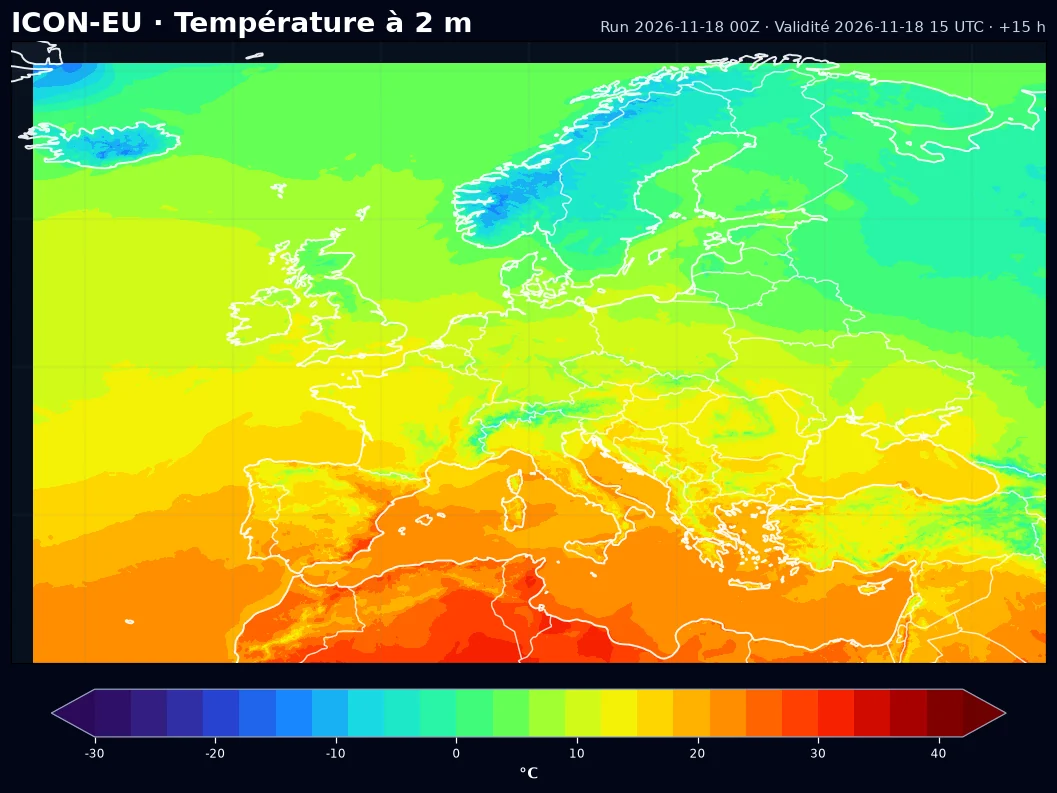 ICON-EU · Température à 2 m
Run 2026-11-18 00Z · Validité 2026-11-18 15 UTC · +15 h
-30 -20 -10 0 10 20 30 40
°C